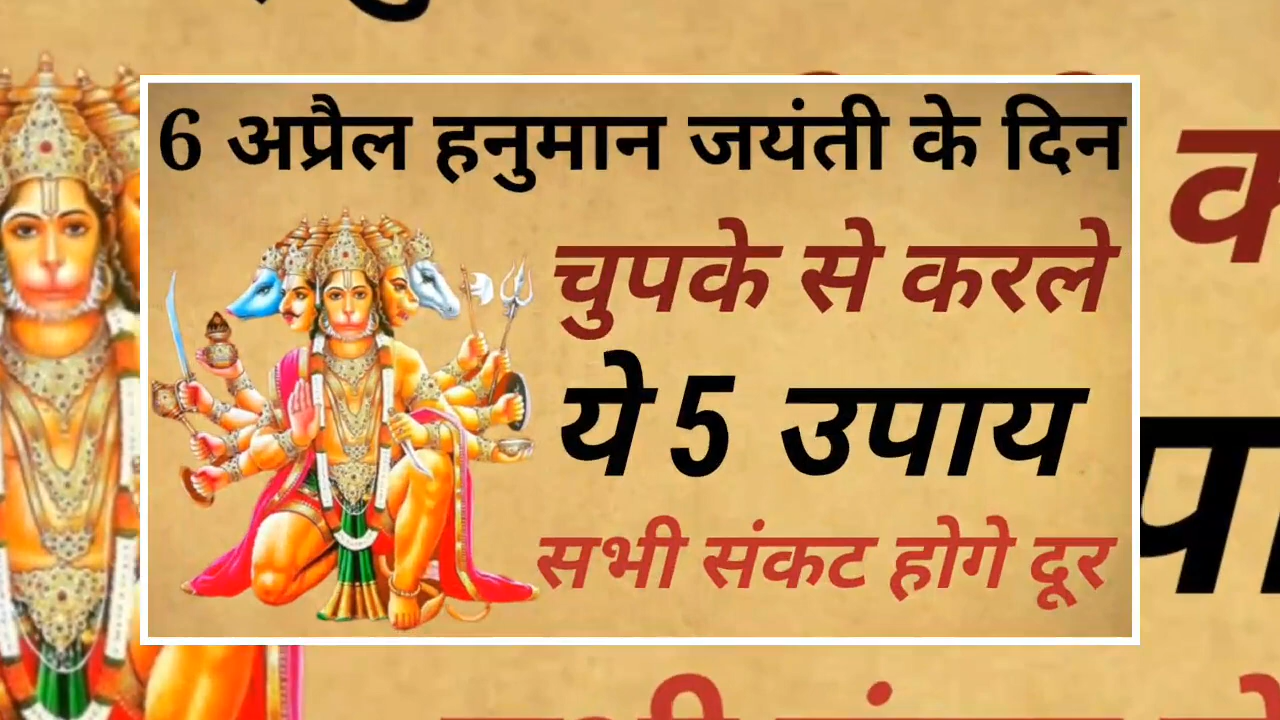 6 अप्रैल हनुमान जयंती के दिन
चुपके से करले
ये 5 उपाय
सभी संकट होगे दूर